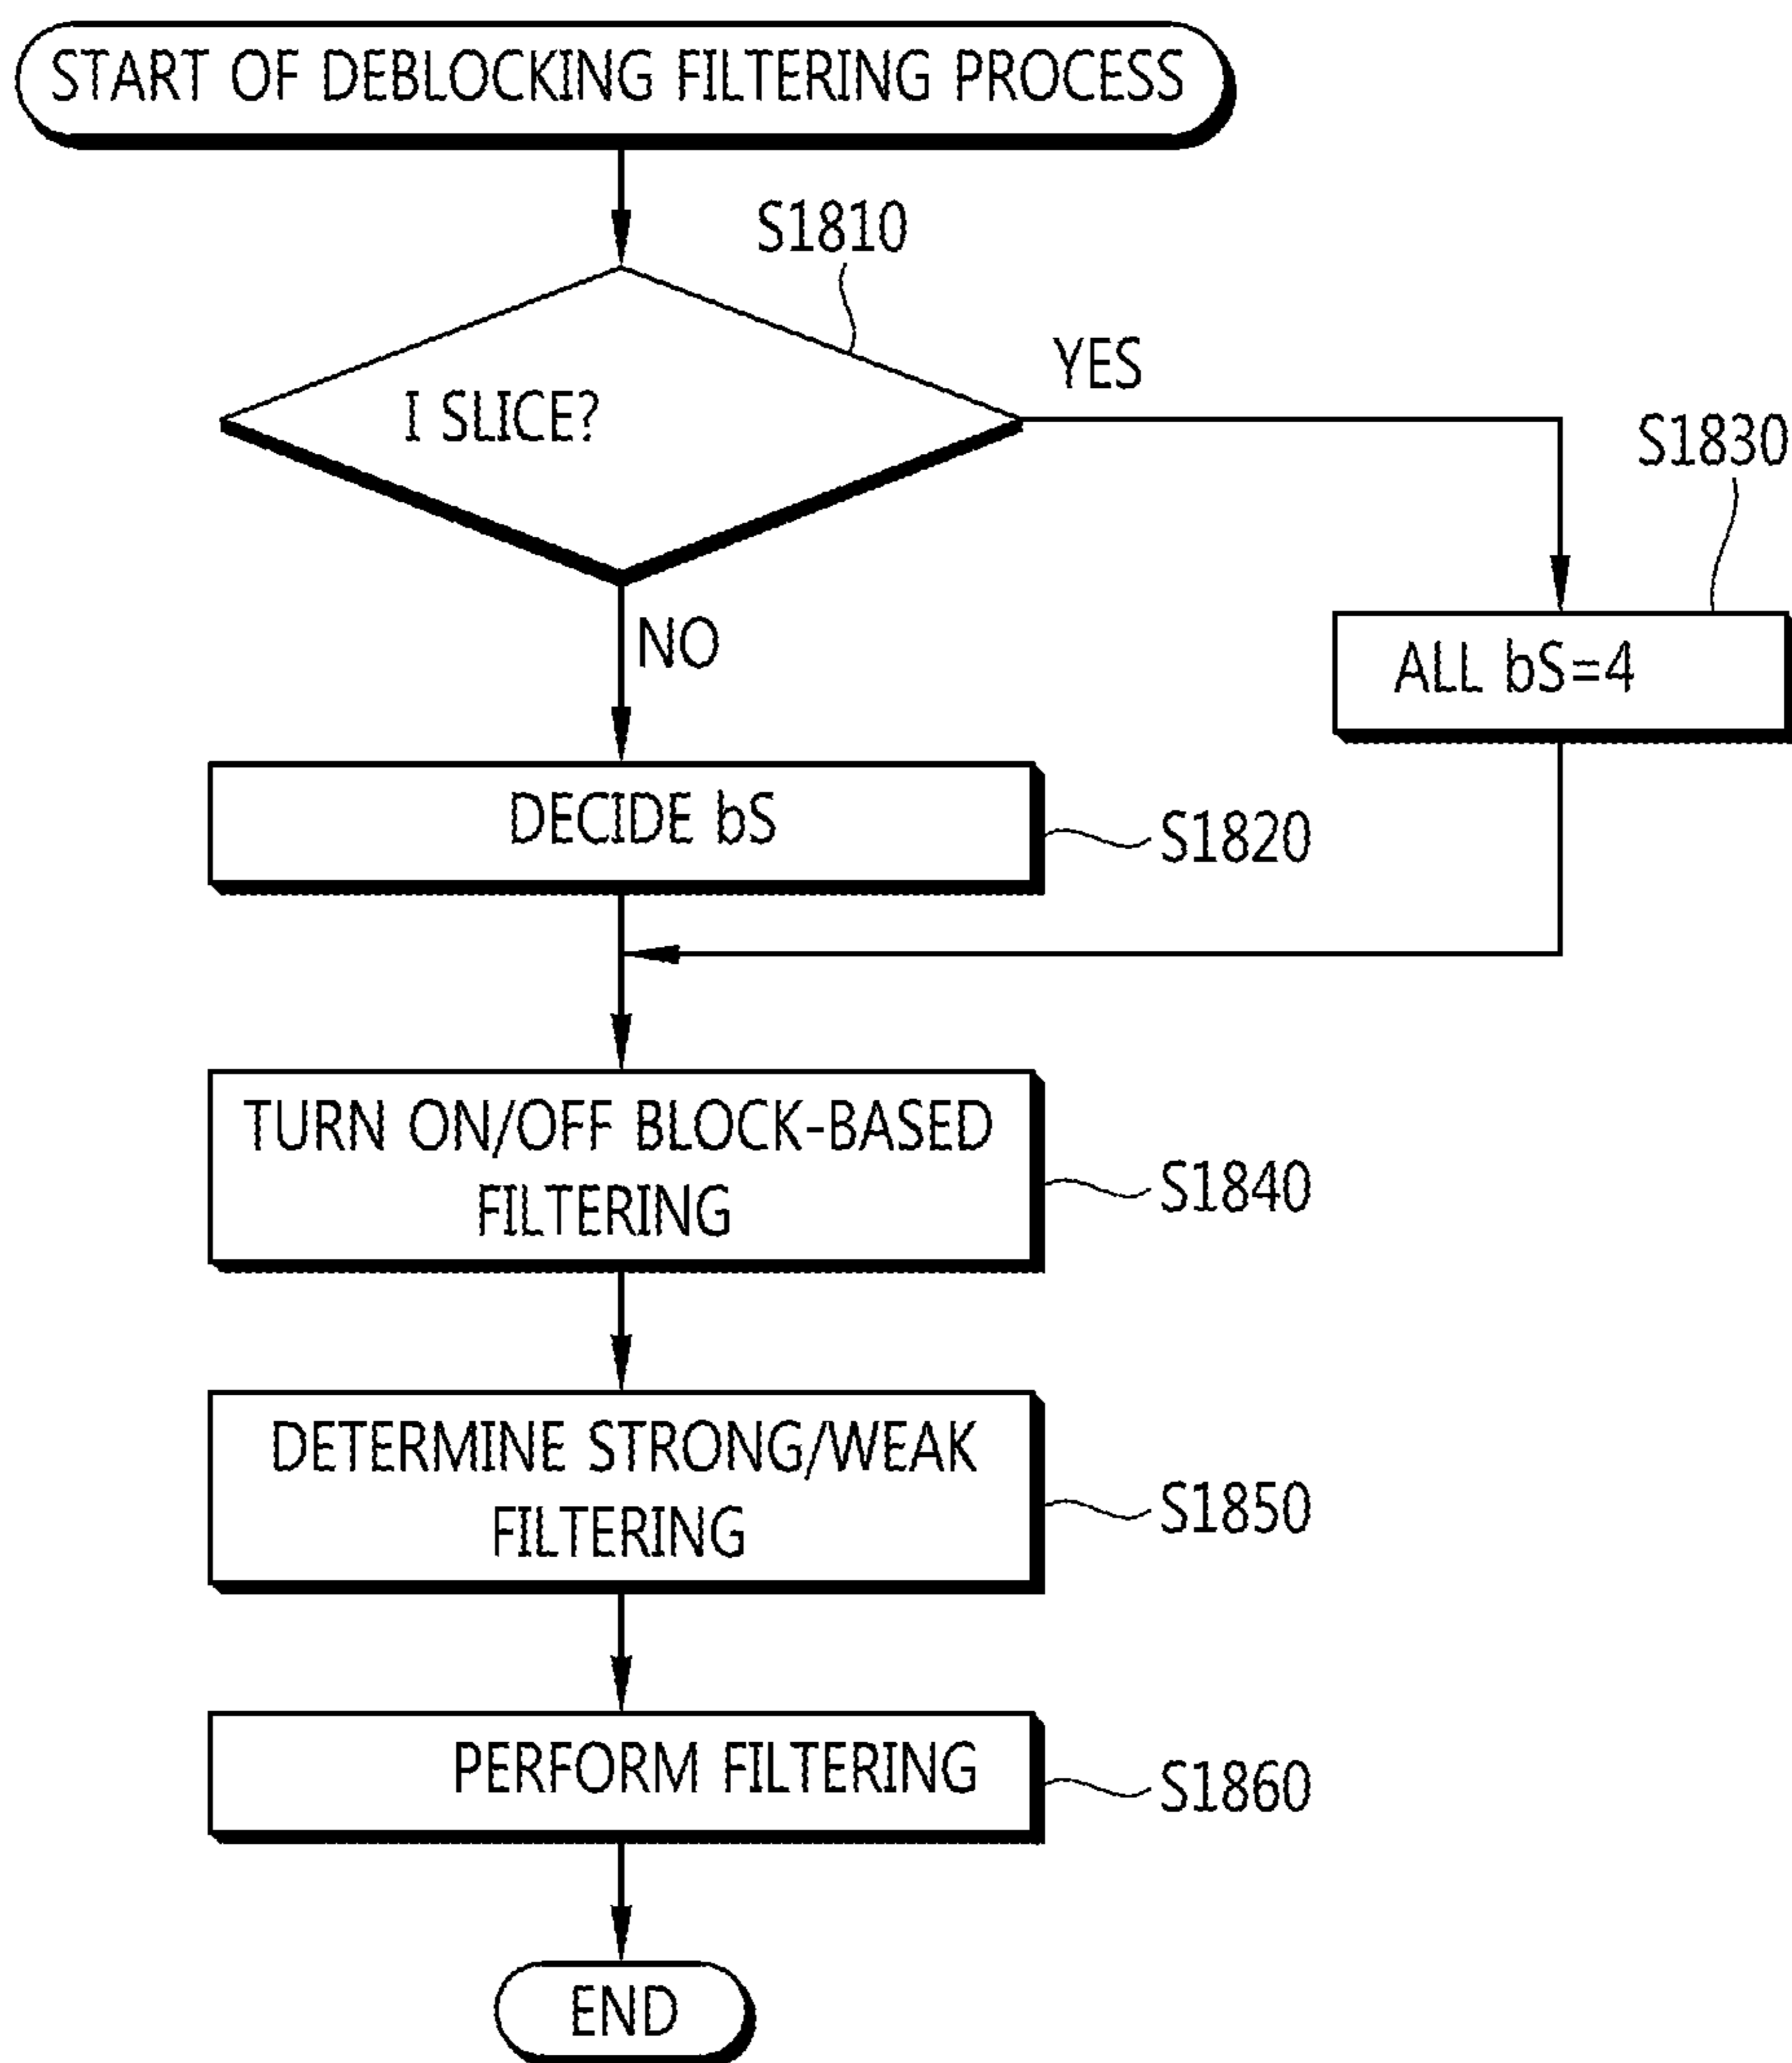 START OF DEBLOCKING FILTERING PROCESS
S1810
I SLICE?
YES
S1830
NO
ALL bS=4
DECIDE bS
S1820
TURN ON/OFF BLOCK-BASED
FILTERING
S1840
DETERMINE STRONG/WEAK
FILTERING
S1850
PERFORM FILTERING
S1860
END